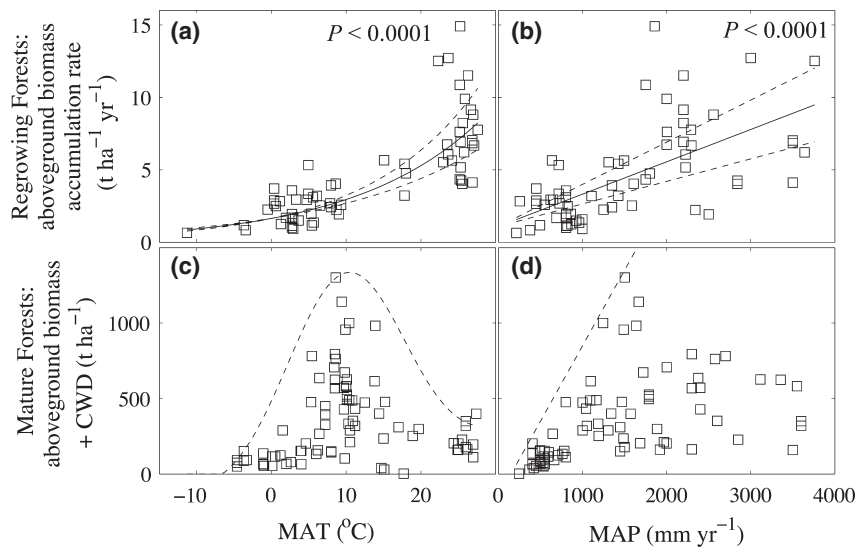 Regrowing Forests:
aboveground biomass
accumulation rate
(t ha⁻¹ yr⁻¹)
15
10
5
0
(a)
P < 0.0001
(b)
P < 0.0001
Mature Forests:
aboveground biomass
+ CWD (t ha⁻¹)
1000
500
0
(c)
(d)
−10
0
10
20
0
1000
2000
3000
4000
MAT (°C)
MAP (mm yr⁻¹)